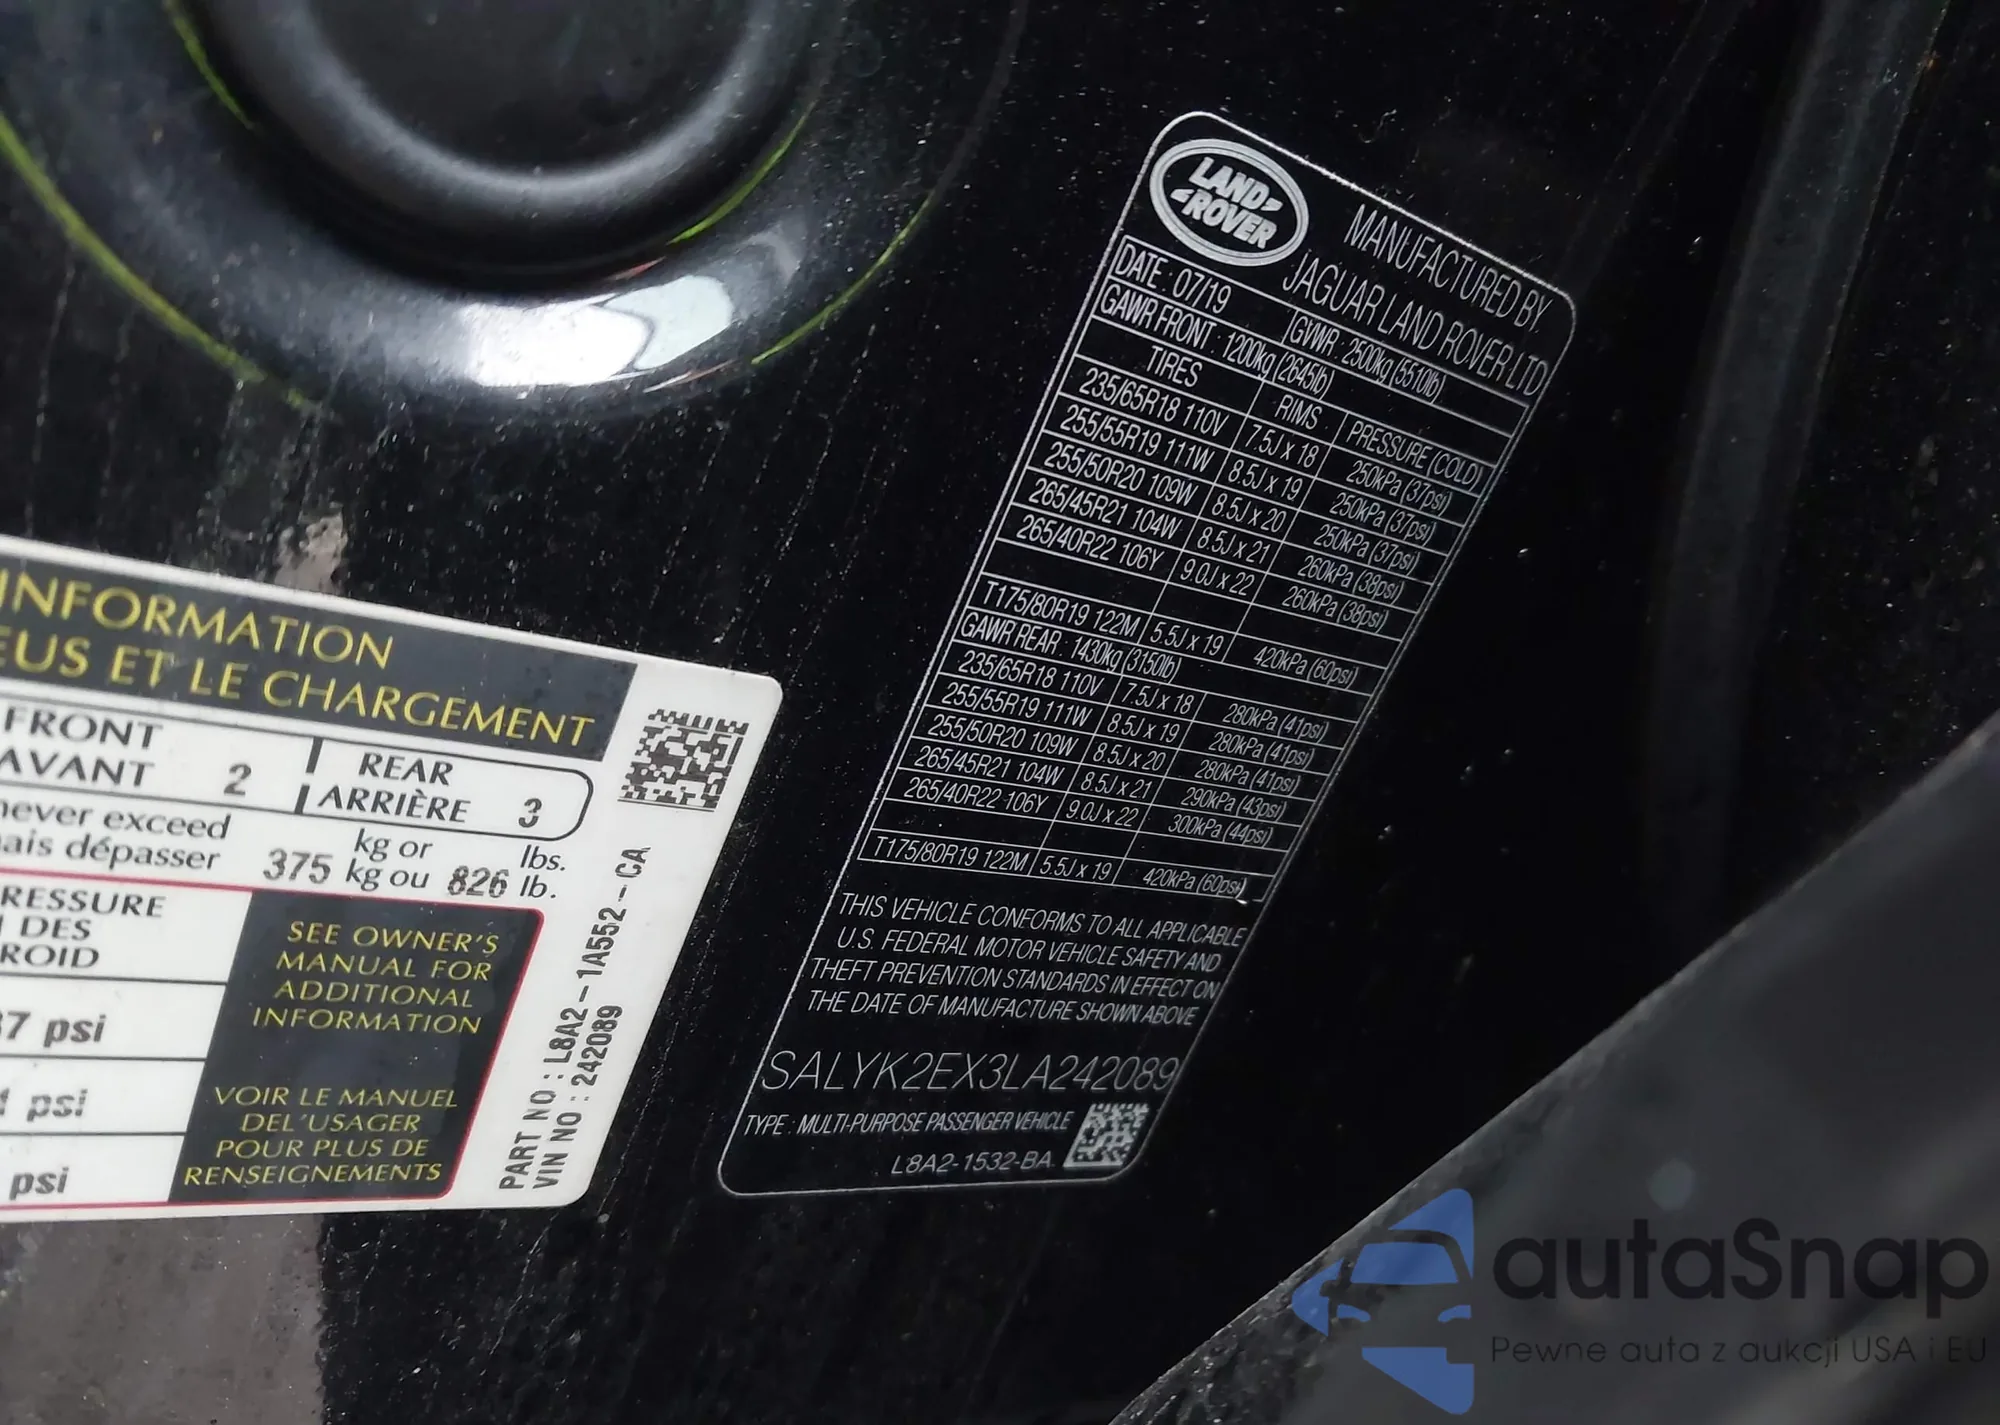 INFORMATION
EUS ET LE CHARGEMENT
FRONT
AVANT 2
REAR
ARRIÈRE 3
never exceed
ais dépasser 375 kg or
kg ou 826 lbs.
lb.
RESSURE
DES
ROID
37 psi
psi
psi
SEE OWNER'S
MANUAL FOR
ADDITIONAL
INFORMATION
VOIR LE MANUEL
DEL'USAGER
POUR PLUS DE
RENSEIGNEMENTS
PART NO : L8A2 - 1A552 - CA
VIN NO : 242089
LAND
ROVER
MANUFACTURED BY:
JAGUAR LAND ROVER LTD
DATE : 07/19 GVWR : 2500kg (5510lb)
GAWR FRONT : 1200kg (2645lb)
TIRES RIMS PRESSURE (COLD)
235/65R18 110V 7.5J x 18 250kPa (37psi)
255/55R19 111W 8.5J x 19 250kPa (37psi)
255/50R20 109W 8.5J x 20 250kPa (37psi)
265/45R21 104W 8.5J x 21 260kPa (38psi)
265/40R22 106Y 9.0J x 22 260kPa (38psi)
T175/80R19 122M 5.5J x 19 420kPa (60psi)
GAWR REAR : 1430kg (3150lb)
235/65R18 110V 7.5J x 18 280kPa (41psi)
255/55R19 111W 8.5J x 19 280kPa (41psi)
255/50R20 109W 8.5J x 20 280kPa (41psi)
265/45R21 104W 8.5J x 21 290kPa (43psi)
265/40R22 106Y 9.0J x 22 300kPa (44psi)
T175/80R19 122M 5.5J x 19 420kPa (60psi)
THIS VEHICLE CONFORMS TO ALL APPLICABLE
U.S. FEDERAL MOTOR VEHICLE SAFETY AND
THEFT PREVENTION STANDARDS IN EFFECT ON
THE DATE OF MANUFACTURE SHOWN ABOVE
SALYK2EX3LA242089
TYPE : MULTI-PURPOSE PASSENGER VEHICLE
L8A2-1532-BA
autaSnap
Pewne auta z aukcji USA i EU